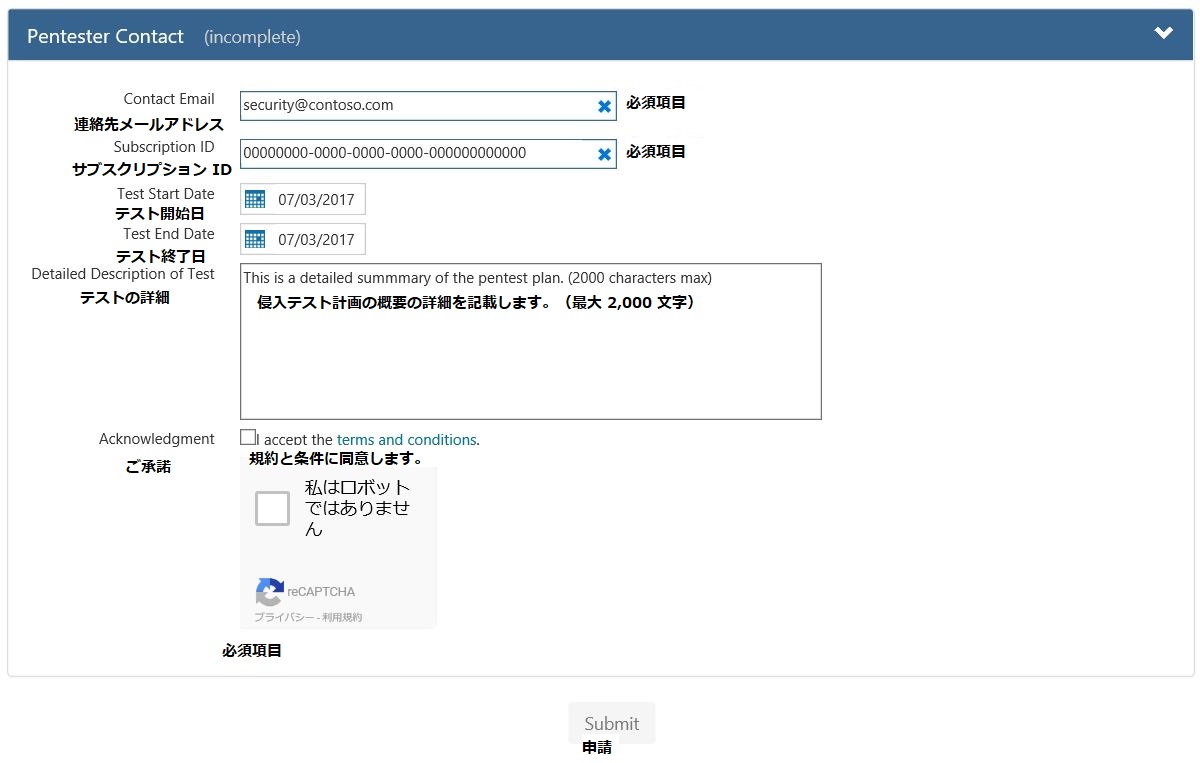 Pentester Contact (incomplete)
Contact Email security@contoso.com 必須項目
連絡先メールアドレス
Subscription ID 00000000-0000-0000-0000-000000000000 必須項目
サブスクリプション ID
Test Start Date 07/03/2017
テスト開始日
Test End Date 07/03/2017
テスト終了日
Detailed Description of Test This is a detailed summmary of the pentest plan. (2000 characters max)
テストの詳細 侵入テスト計画の概要の詳細を記載します。（最大 2,000 文字）
Acknowledgment I accept the terms and conditions.
ご承諾 規約と条件に同意します。
私はロボット
ではありませ
ん
reCAPTCHA
プライバシー - 利用規約
必須項目
Submit
申請